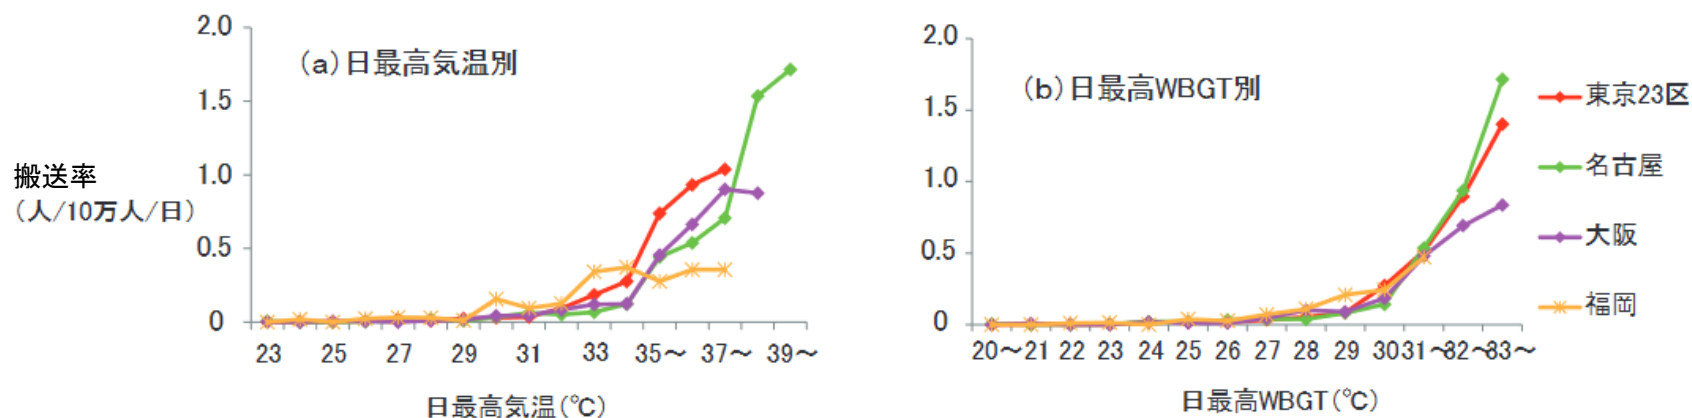 (a)日最高気温別
搬送率
(人/10万人/日)
2.0
1.5
1.0
0.5
0
23 25 27 29 31 33 35～ 37～ 39～
日最高気温(℃)
(b)日最高WBGT別
2.0
1.5
1.0
0.5
0
20～21 22 23 24 25 26 27 28 29 30 31～32～33～
日最高WBGT(℃)
東京23区
名古屋
大阪
福岡